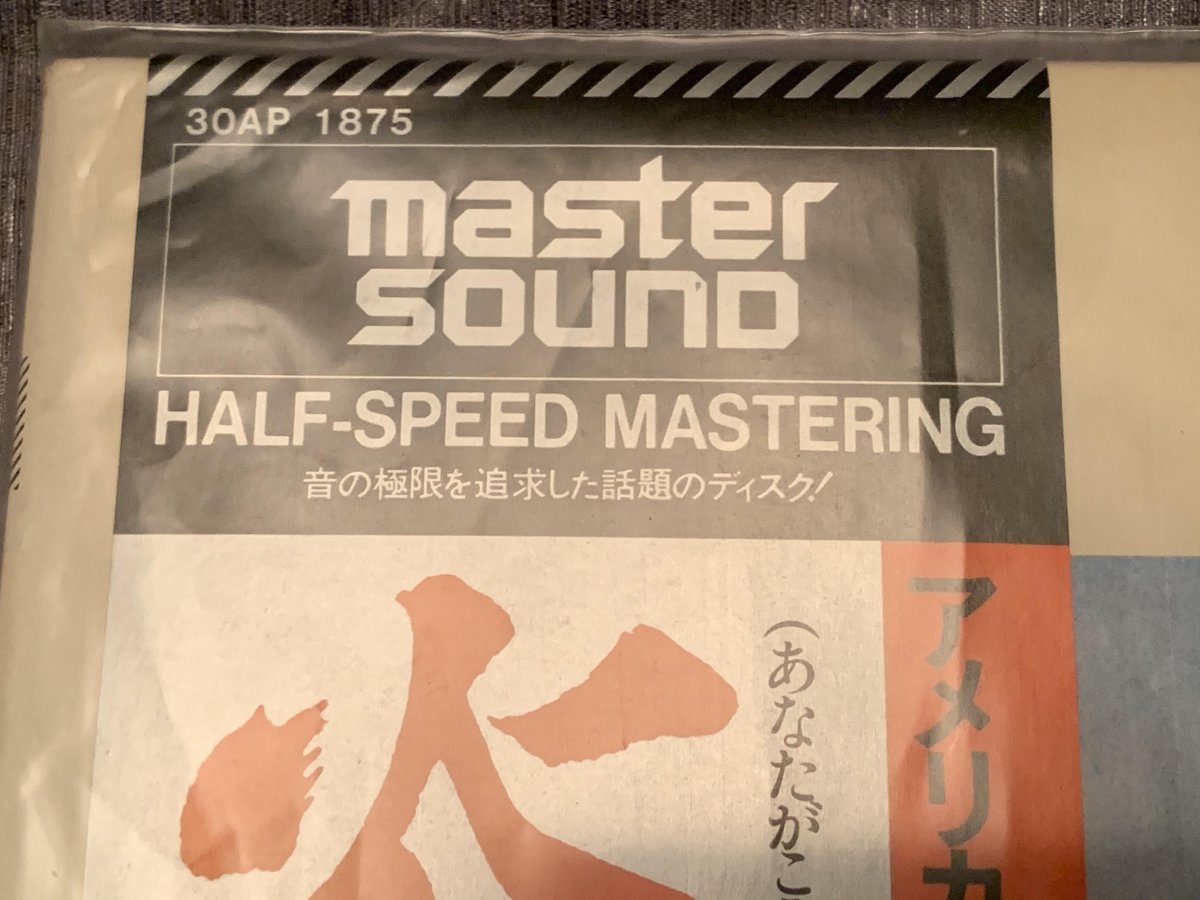 30AP 1875
master
sound
HALF-SPEED MASTERING
音の極限を追求した話題のディスク!
アメリカ
(あなたがこ
火